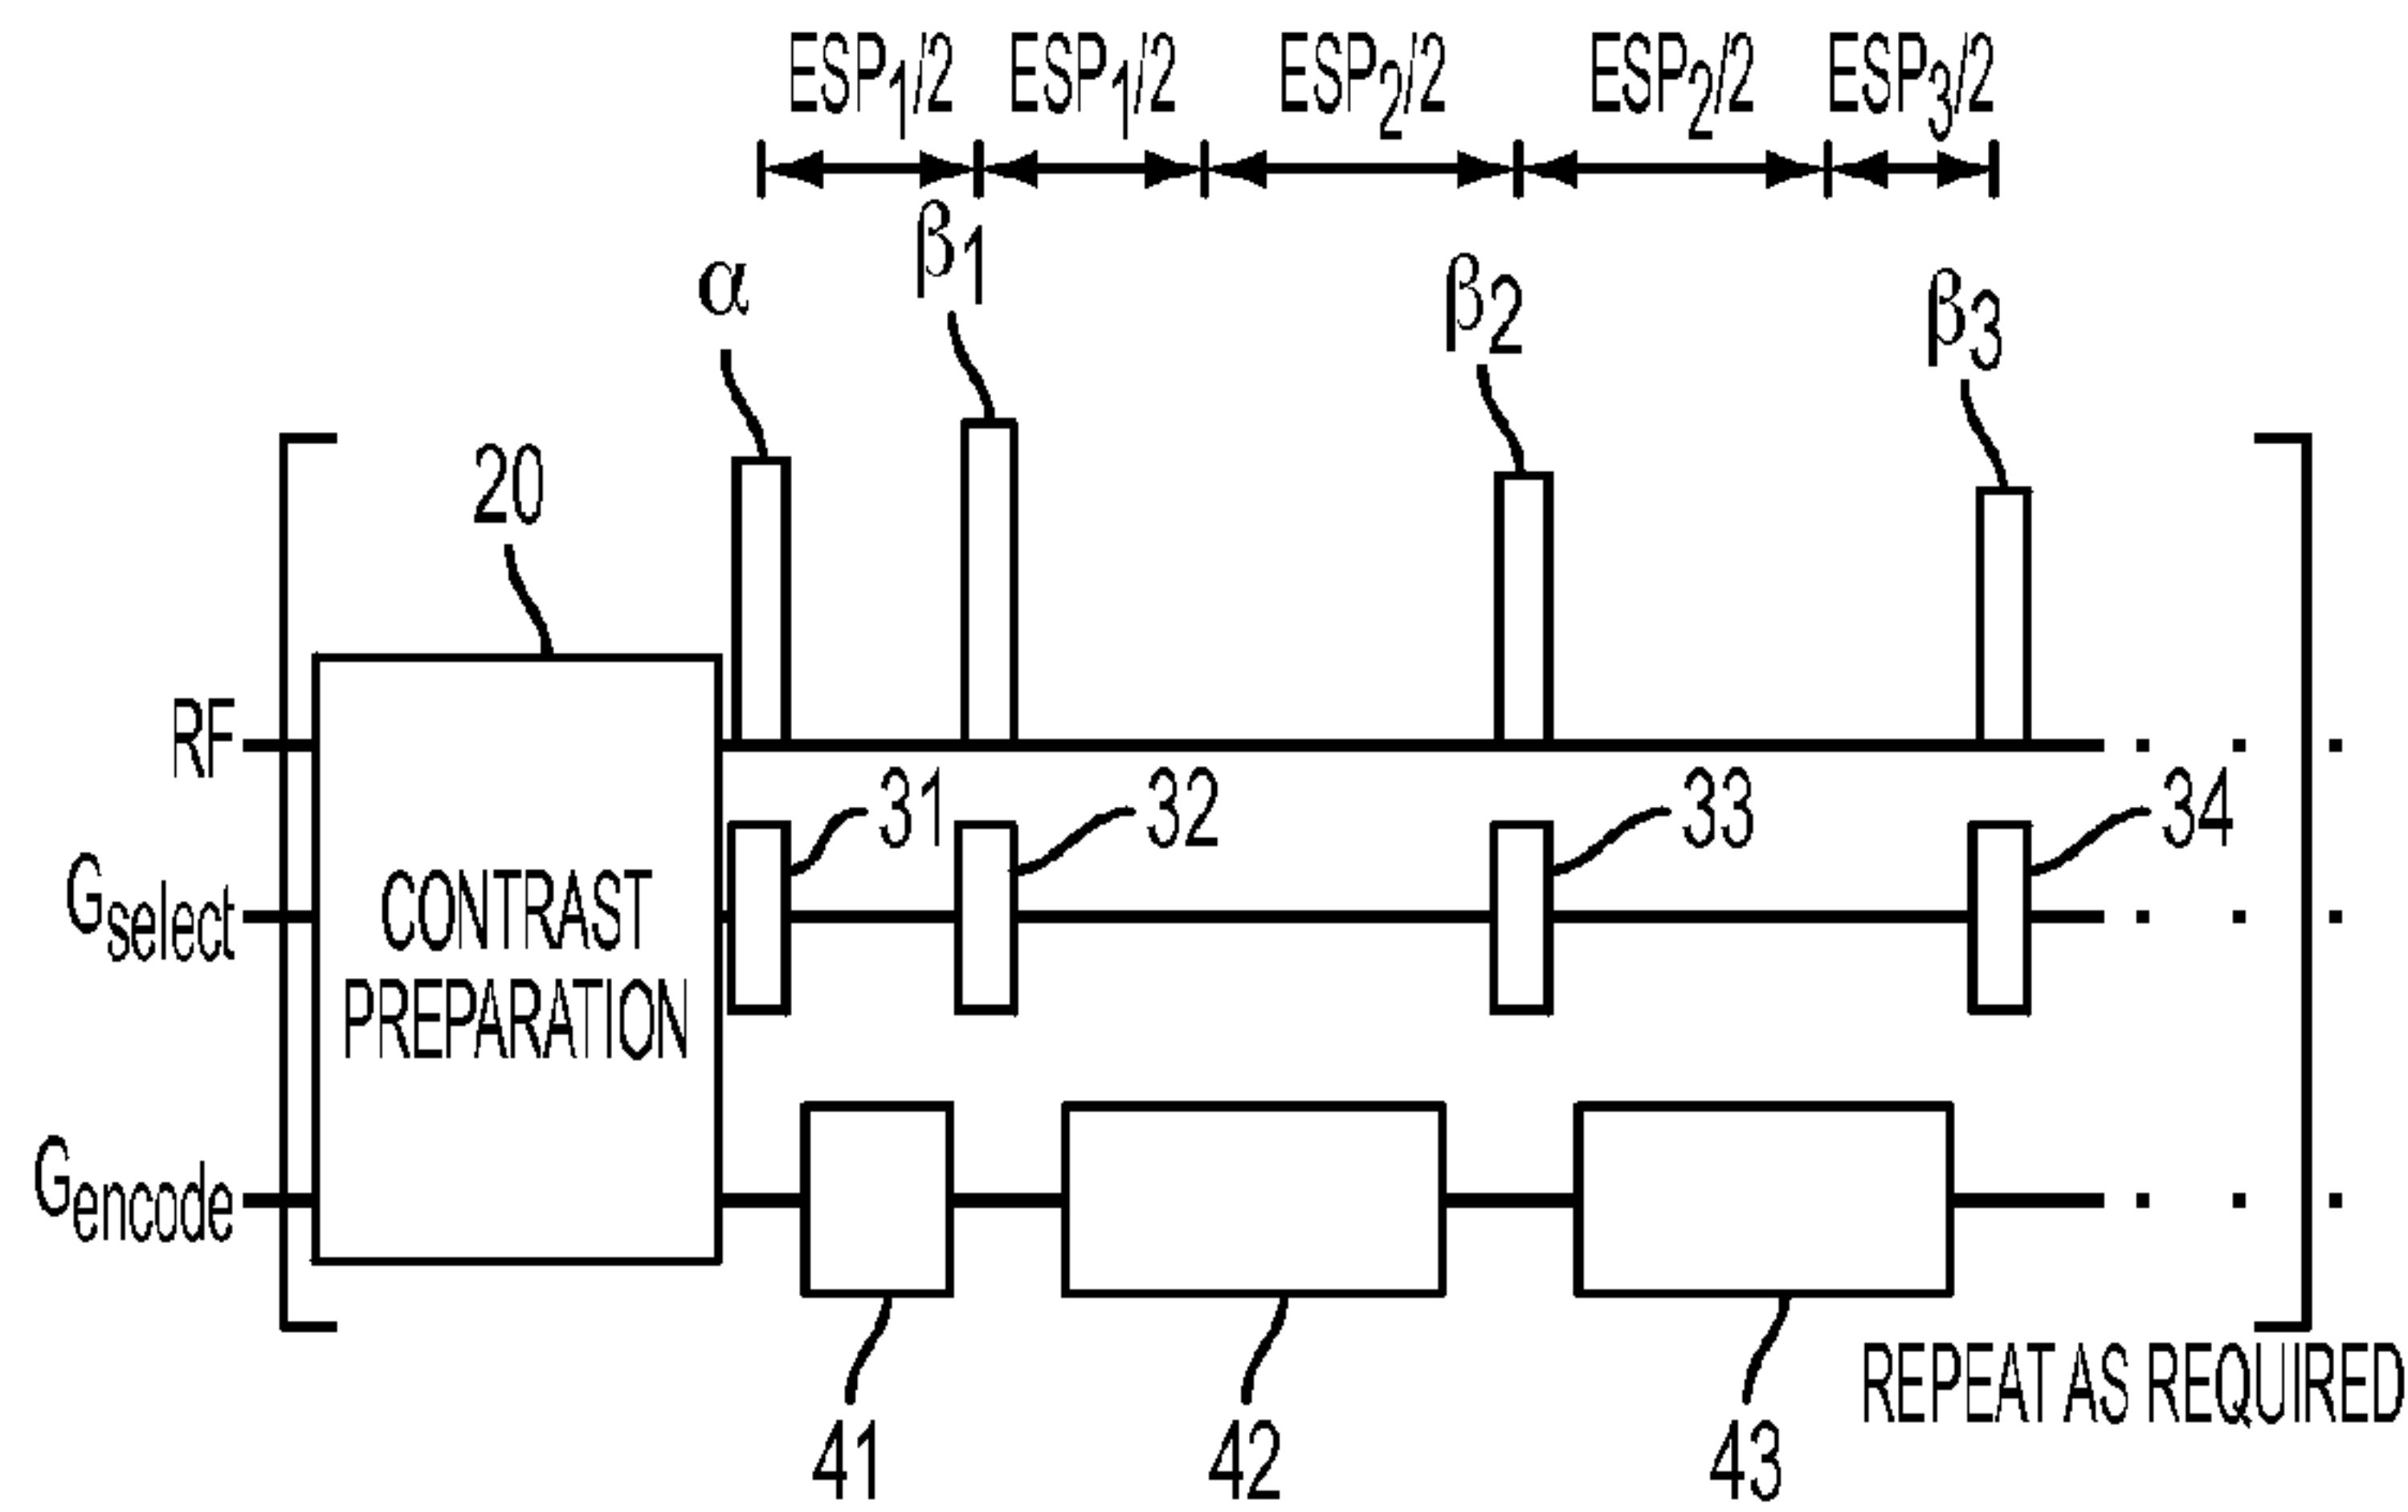 ESP1/2 ESP1/2 ESP2/2 ESP2/2 ESP3/2
α β1 β2 β3
20
RF
31 32 33 34
Gselect
CONTRAST
PREPARATION
Gencode
REPEAT AS REQUIRED
41 42 43